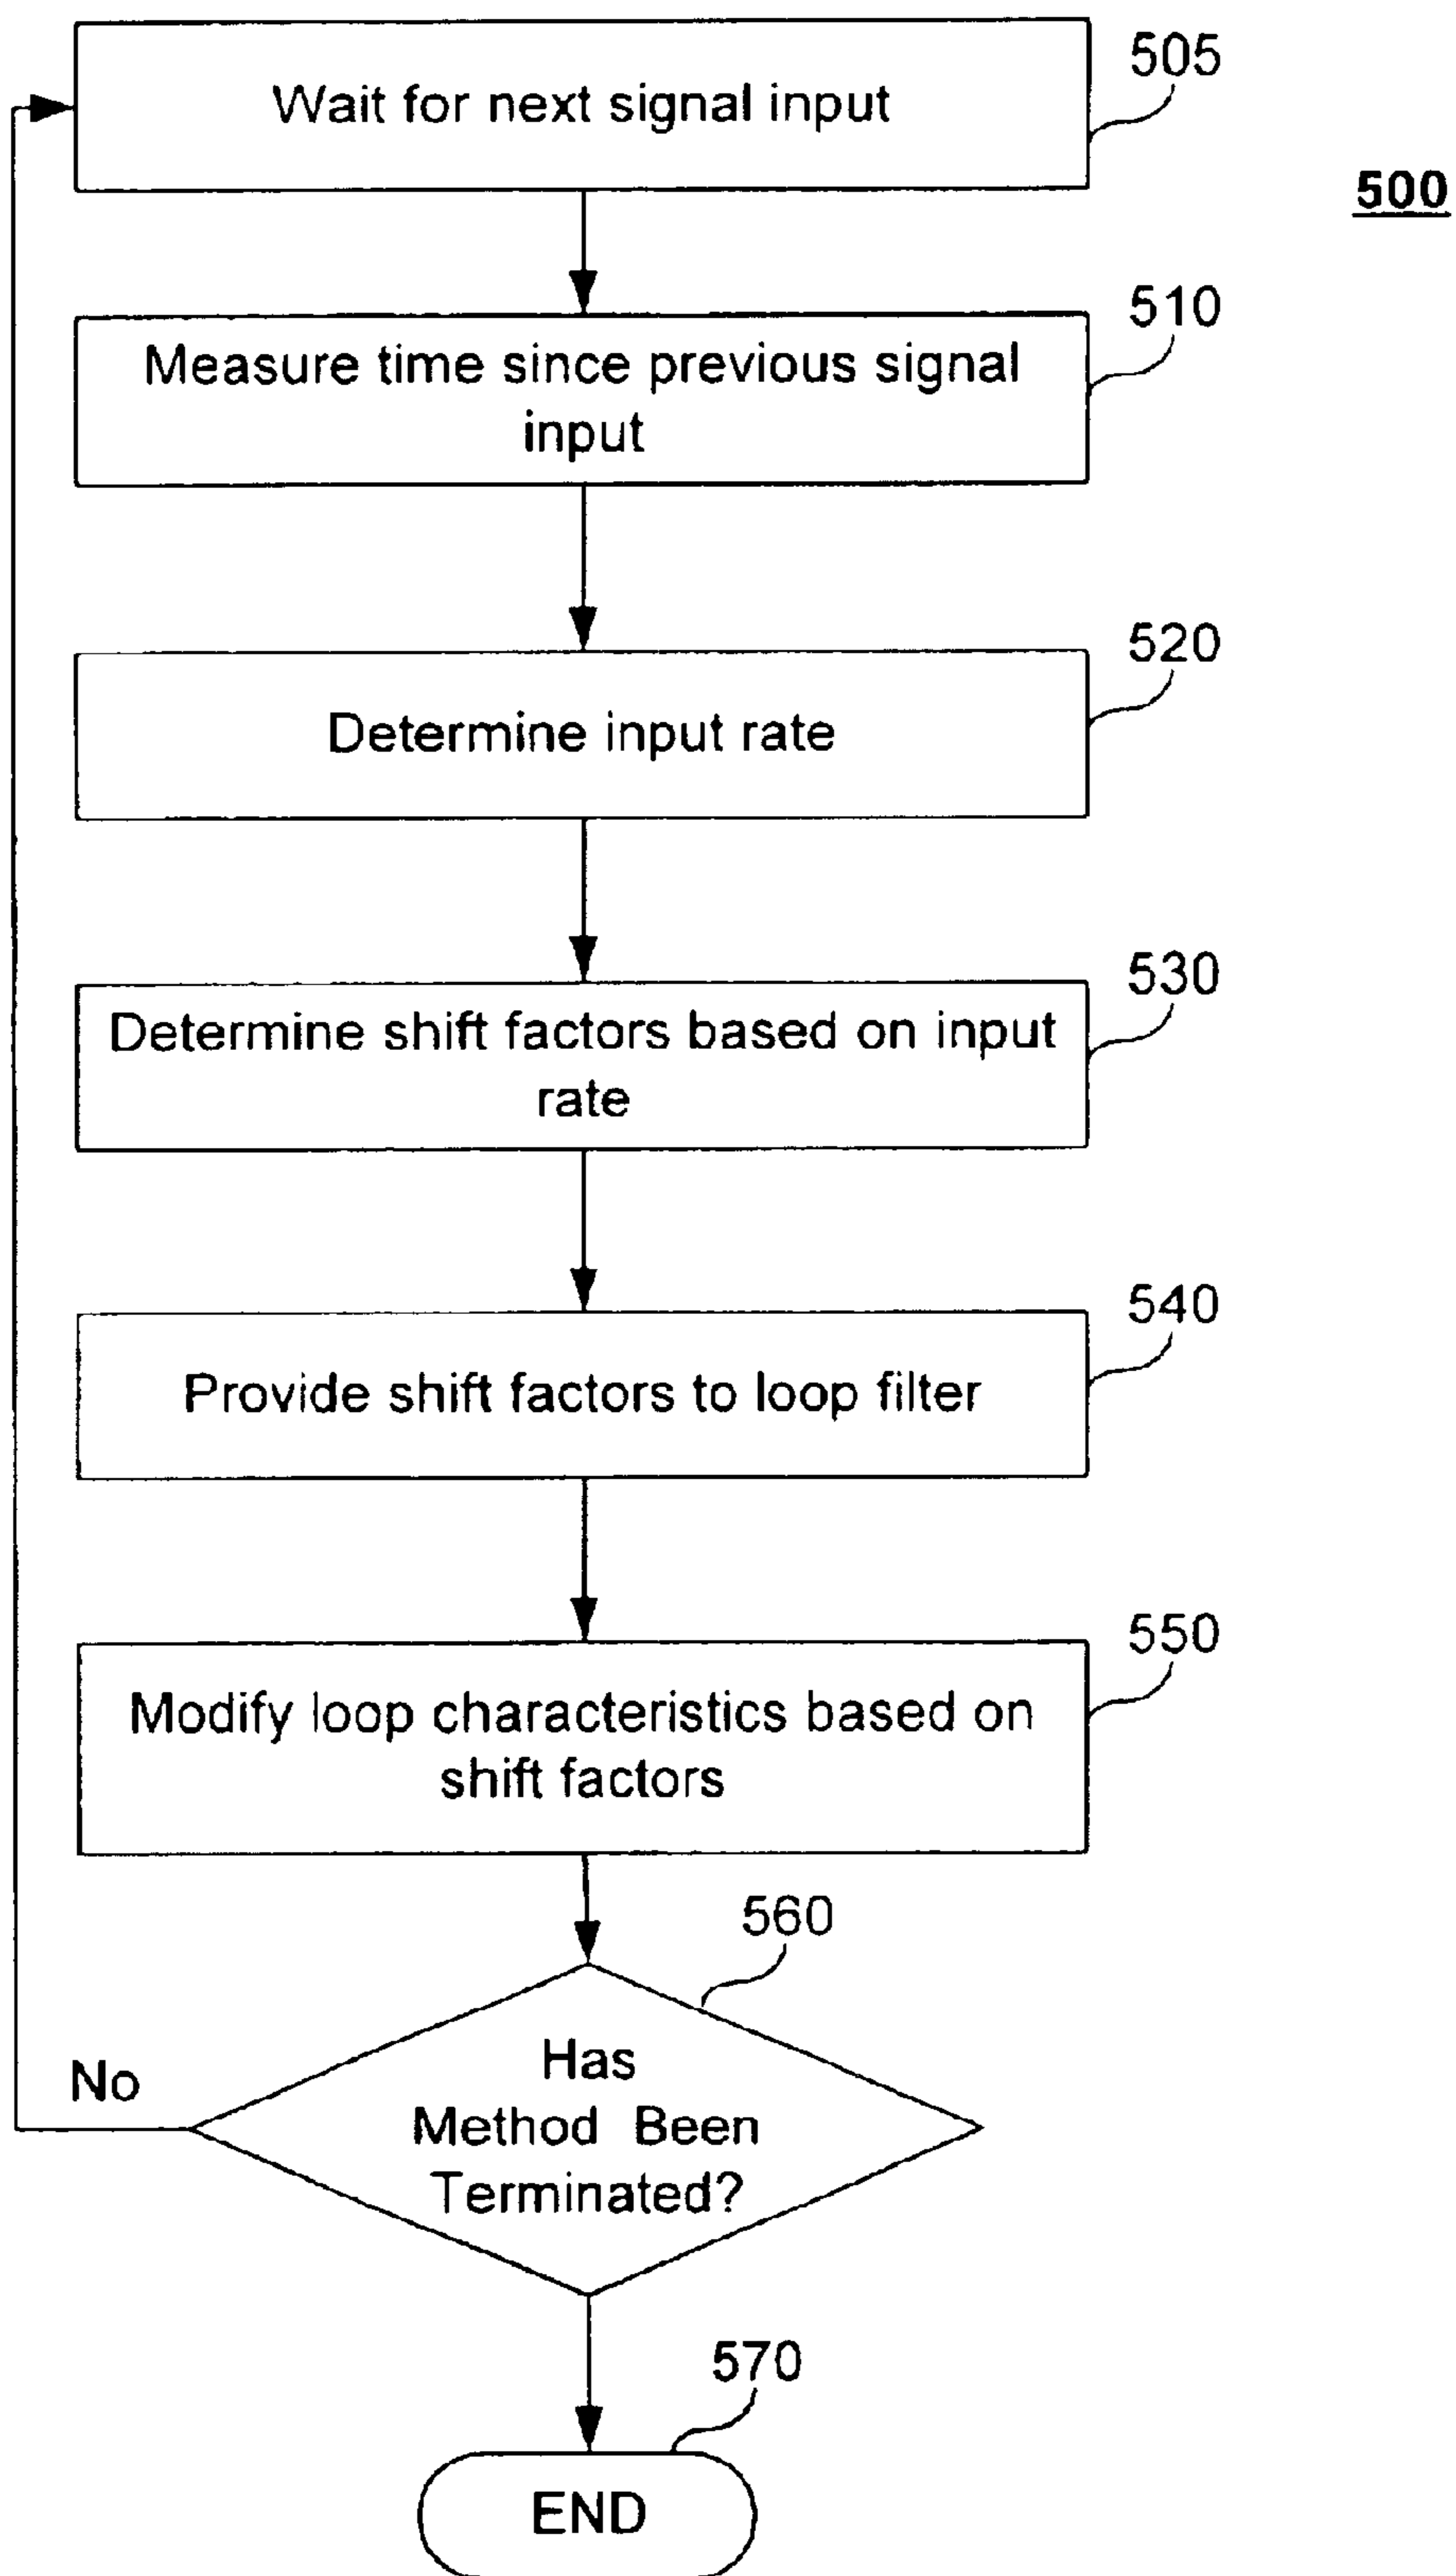 Wait for next signal input
505
500
Measure time since previous signal
input
510
Determine input rate
520
Determine shift factors based on input
rate
530
Provide shift factors to loop filter
540
Modify loop characteristics based on
shift factors
550
560
Has
Method Been
Terminated?
No
570
END